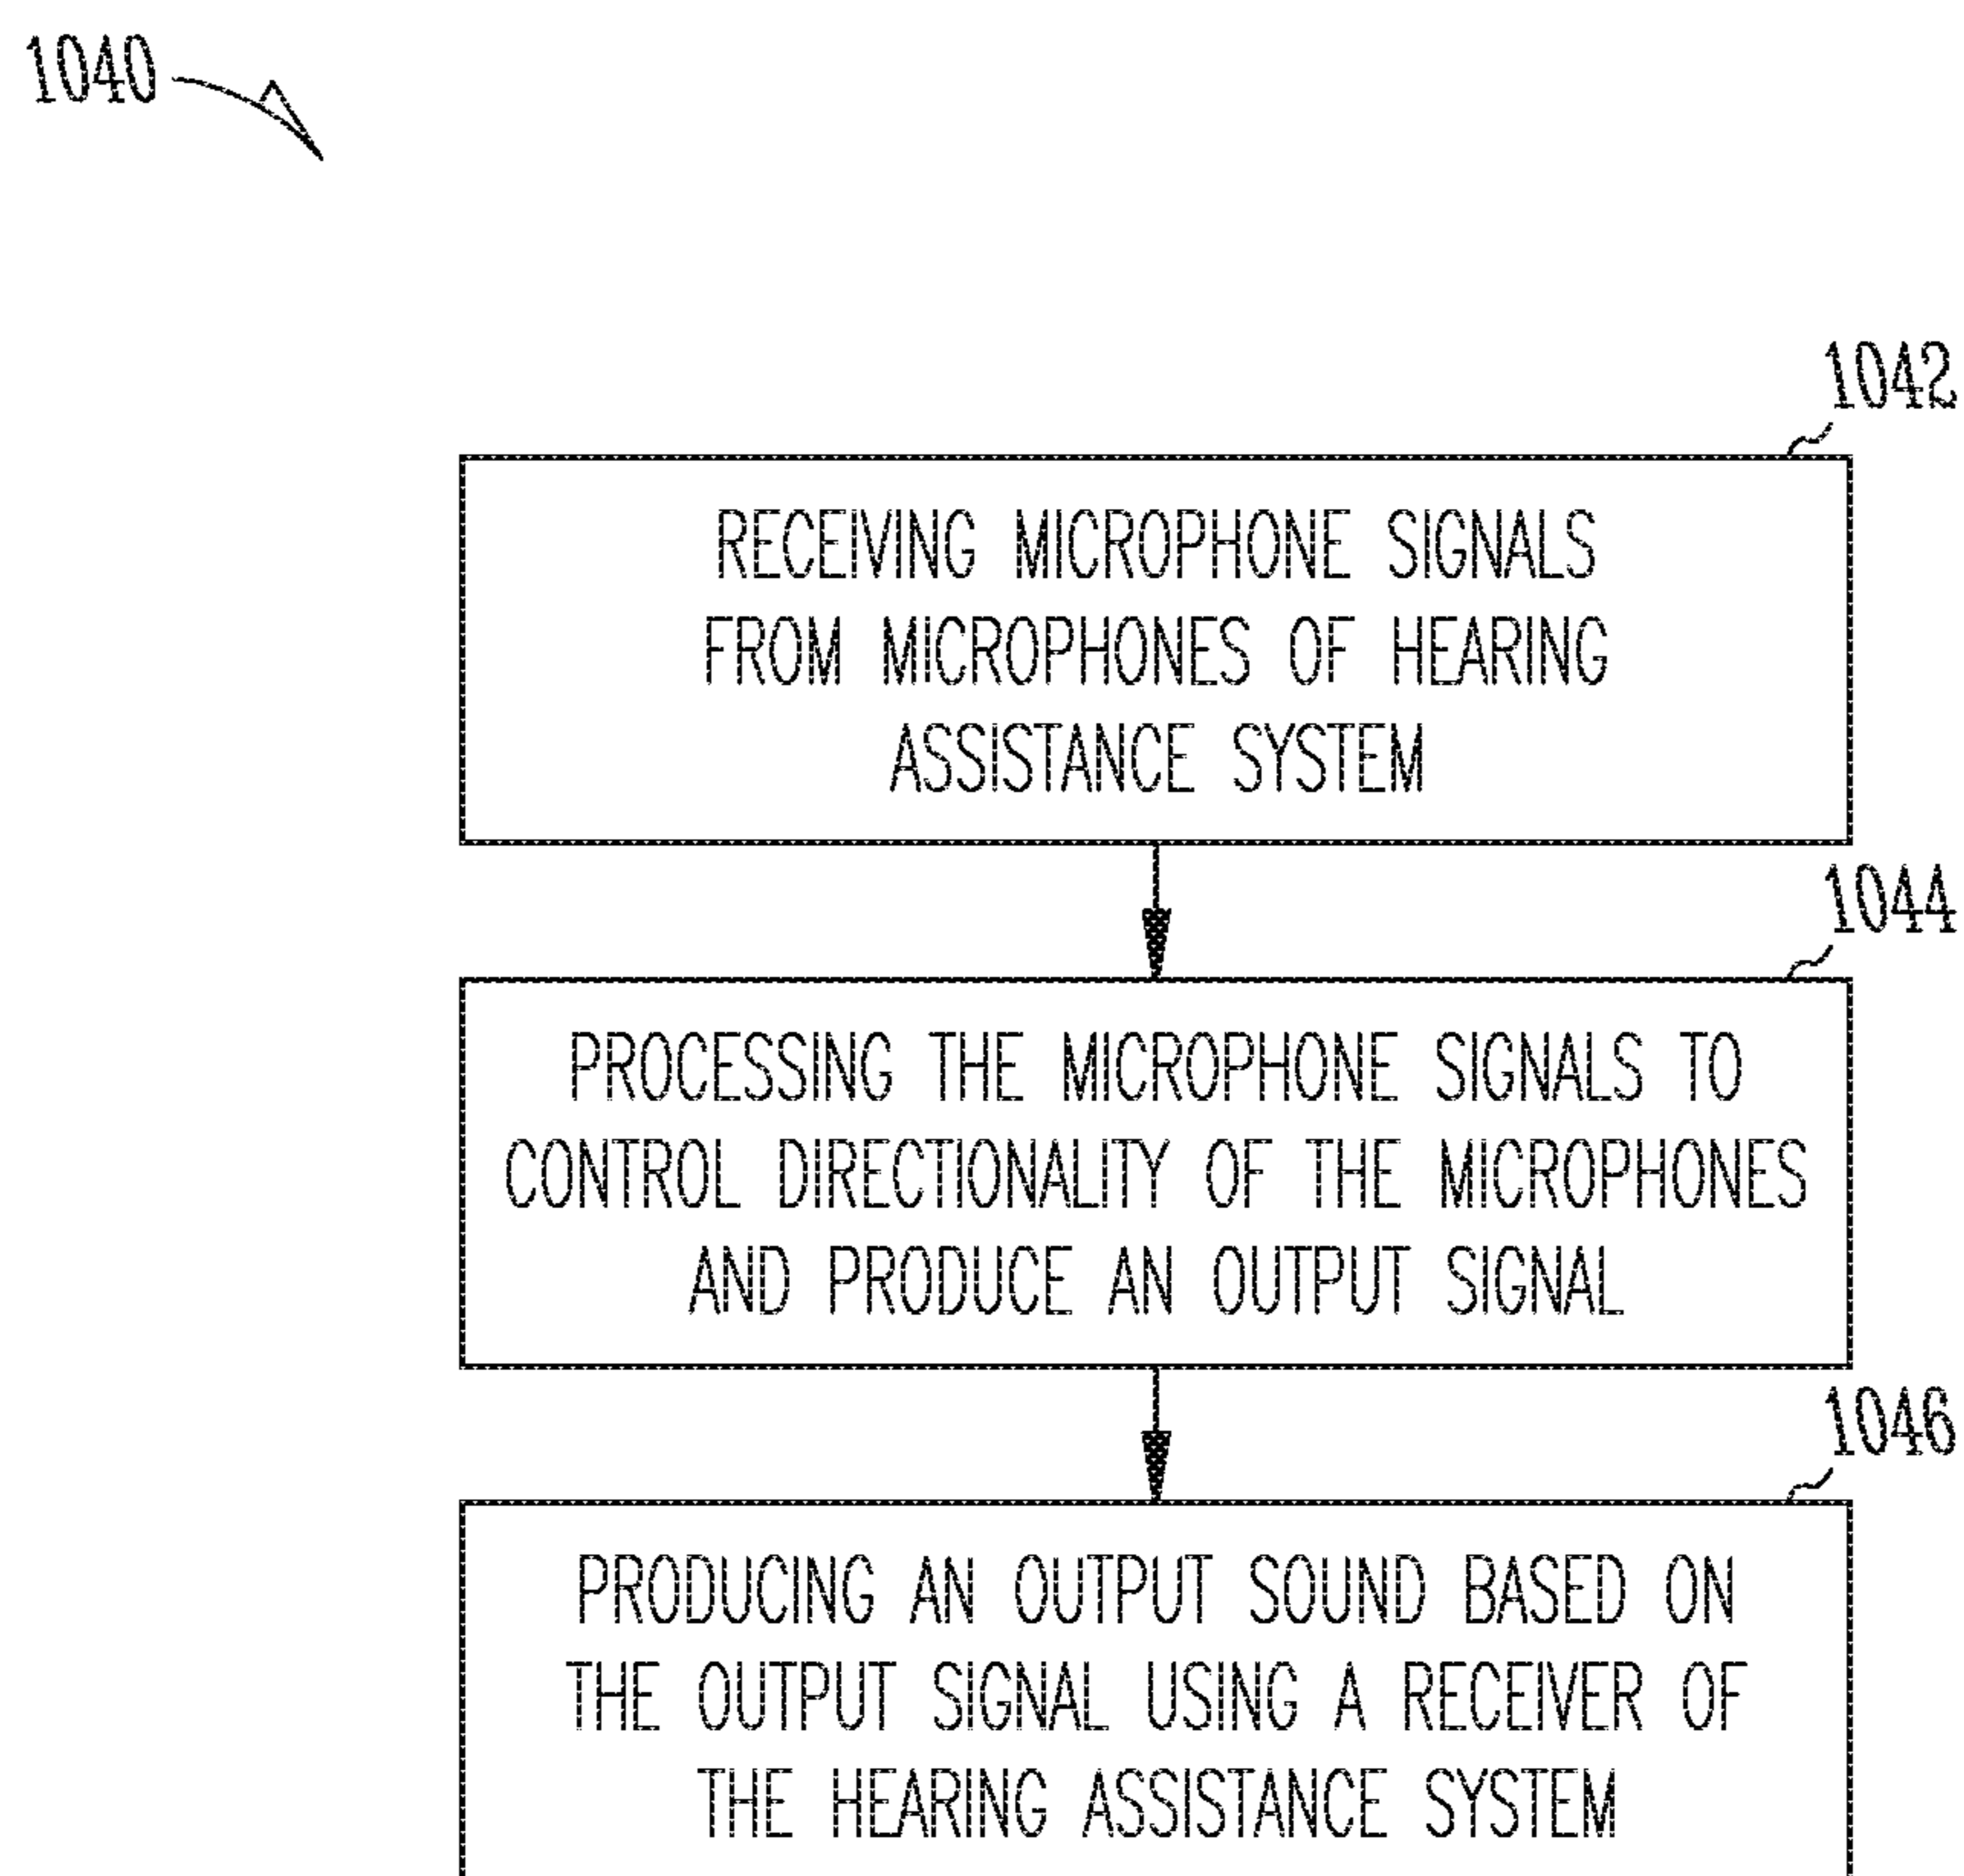 1040
1042
RECEIVING MICROPHONE SIGNALS
FROM MICROPHONES OF HEARING
ASSISTANCE SYSTEM
1044
PROCESSING THE MICROPHONE SIGNALS TO
CONTROL DIRECTIONALITY OF THE MICROPHONES
AND PRODUCE AN OUTPUT SIGNAL
1046
PRODUCING AN OUTPUT SOUND BASED ON
THE OUTPUT SIGNAL USING A RECEIVER OF
THE HEARING ASSISTANCE SYSTEM